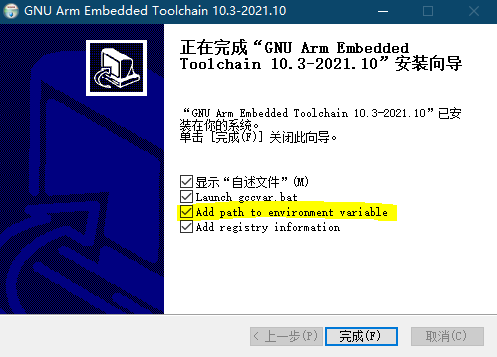 GNU Arm Embedded Toolchain 10.3-2021.10
正在完成“GNU Arm Embedded
Toolchain 10.3-2021.10”安装向导
“GNU Arm Embedded Toolchain 10.3-2021.10”已安
装在你的系统。
单击 [完成(F)] 关闭此向导。
显示“自述文件”(M)
Launch gccvar.bat
Add path to environment variable
Add registry information
< 上一步(P)
完成(F)
取消(C)